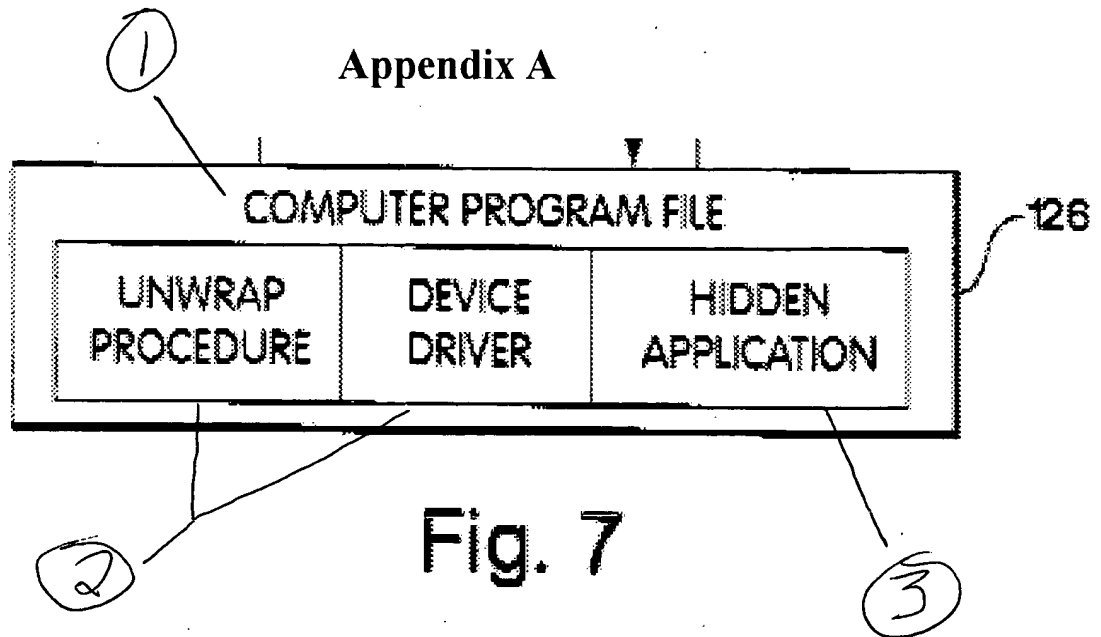 1
Appendix A
COMPUTER PROGRAM FILE
126
UNWRAP PROCEDURE
DEVICE DRIVER
HIDDEN APPLICATION
2
Fig. 7
3